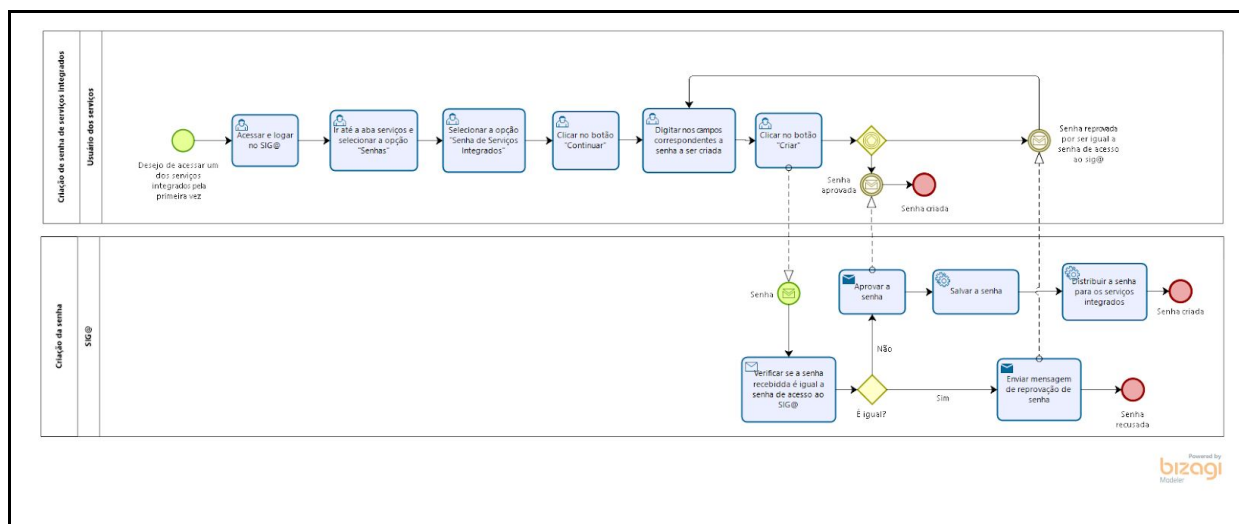 Criação de senha de serviços integrados
Usuário dos serviços
Desejo de acessar um
dos serviços
integrados pela
primeira vez
Acessar e logar
no SIG@
Ir até a aba serviços e
selecionar a opção
"Senhas"
Selecionar a opção
"Senha de Serviços
Integrados"
Clicar no botão
"Continuar"
Digitar nos campos
correspondentes a
senha a ser criada
Clicar no botão
"Criar"
Senha
aprovada
Senha criada
Senha reprovada
por ser igual a
senha de acesso
ao sig@
Criação da senha
SIG@
Senha
Verificar se a senha
recebidda é igual a
senha de acesso ao
SIG@
É igual?
Não
Sim
Aprovar a
senha
Salvar a senha
Distribuir a senha
para os serviços
integrados
Senha criada
Enviar mensagem
de reprovação de
senha
Senha
recusada
Powered by
bizagi
Modeler